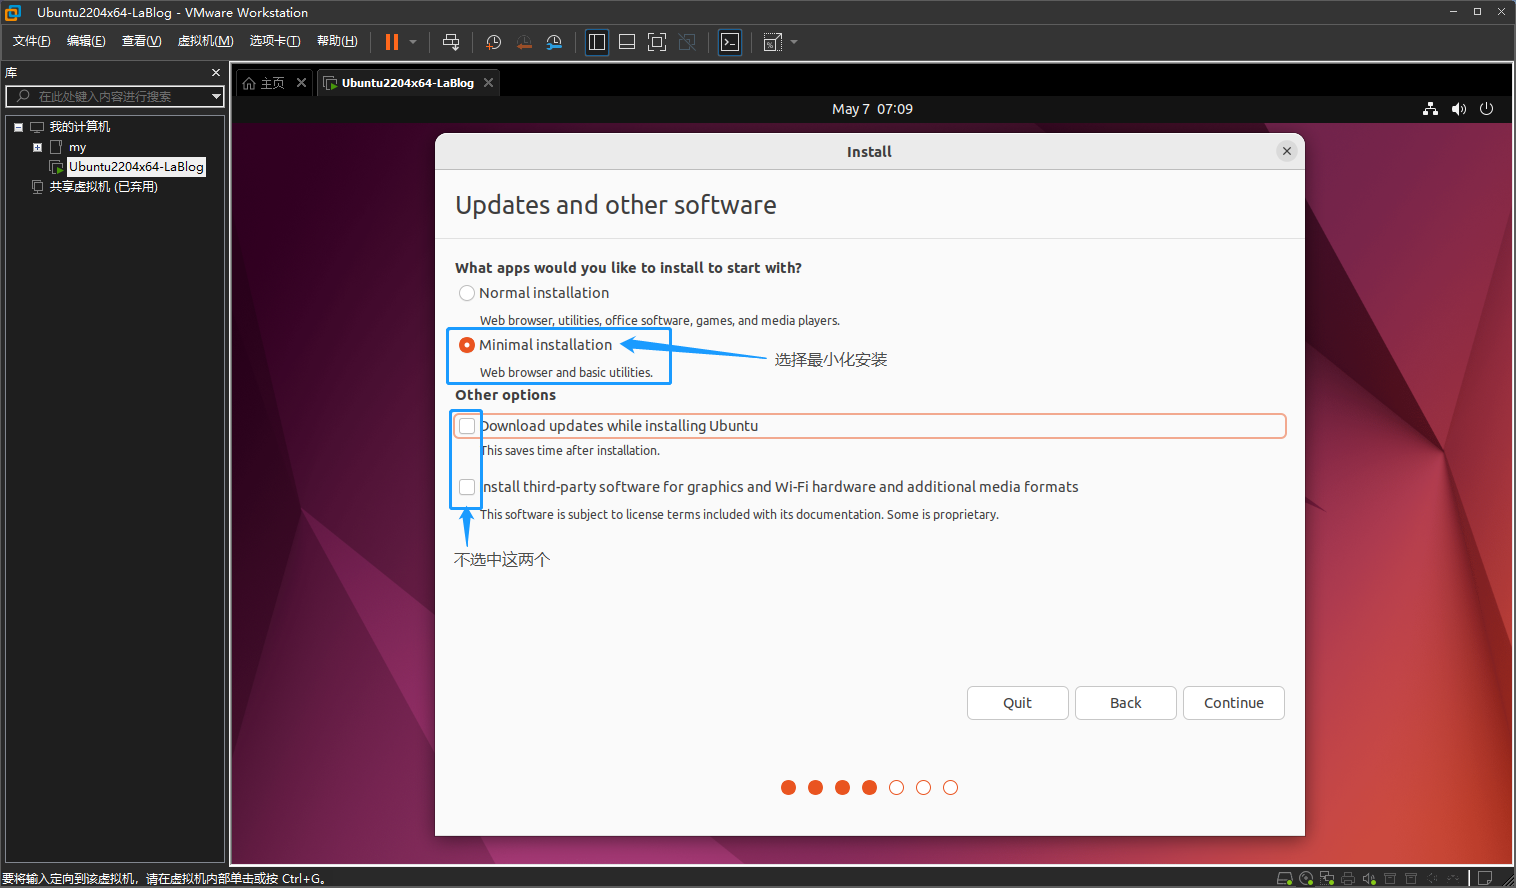 Ubuntu2204x64-LaBlog - VMware Workstation
文件(F) 编辑(E) 查看(V) 虚拟机(M) 选项卡(T) 帮助(H)
库
在此处键入内容进行搜索
我的计算机
my
Ubuntu2204x64-LaBlog
共享虚拟机 (已弃用)
主页
Ubuntu2204x64-LaBlog
May 7 07:09
Install
Updates and other software
What apps would you like to install to start with?
Normal installation
Web browser, utilities, office software, games, and media players.
Minimal installation
选择最小化安装
Web browser and basic utilities.
Other options
Download updates while installing Ubuntu
This saves time after installation.
Install third-party software for graphics and Wi-Fi hardware and additional media formats
This software is subject to license terms included with its documentation. Some is proprietary.
不选中这两个
Quit
Back
Continue
要将输入定向到该虚拟机，请在虚拟机内部单击或按 Ctrl+G。